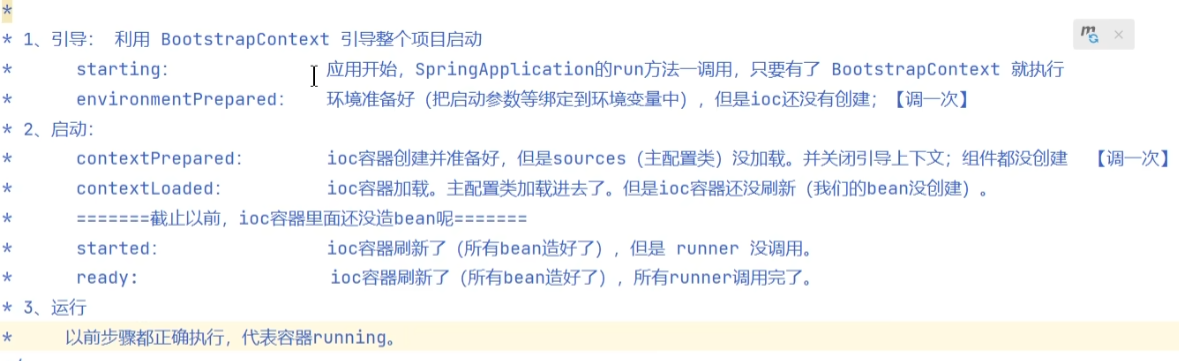 *
* 1、引导： 利用 BootstrapContext 引导整个项目启动
* starting： 应用开始，SpringApplication的run方法一调用，只要有了 BootstrapContext 就执行
* environmentPrepared： 环境准备好（把启动参数等绑定到环境变量中），但是ioc还没有创建；【调一次】
* 2、启动：
* contextPrepared： ioc容器创建并准备好，但是sources（主配置类）没加载。并关闭引导上下文；组件都没创建 【调一次】
* contextLoaded： ioc容器加载。主配置类加载进去了。但是ioc容器还没刷新（我们的bean没创建）。
* =======截止以前，ioc容器里面还没造bean呢=======
* started： ioc容器刷新了（所有bean造好了），但是 runner 没调用。
* ready: ioc容器刷新了（所有bean造好了），所有runner调用完了。
* 3、运行
* 以前步骤都正确执行，代表容器running。